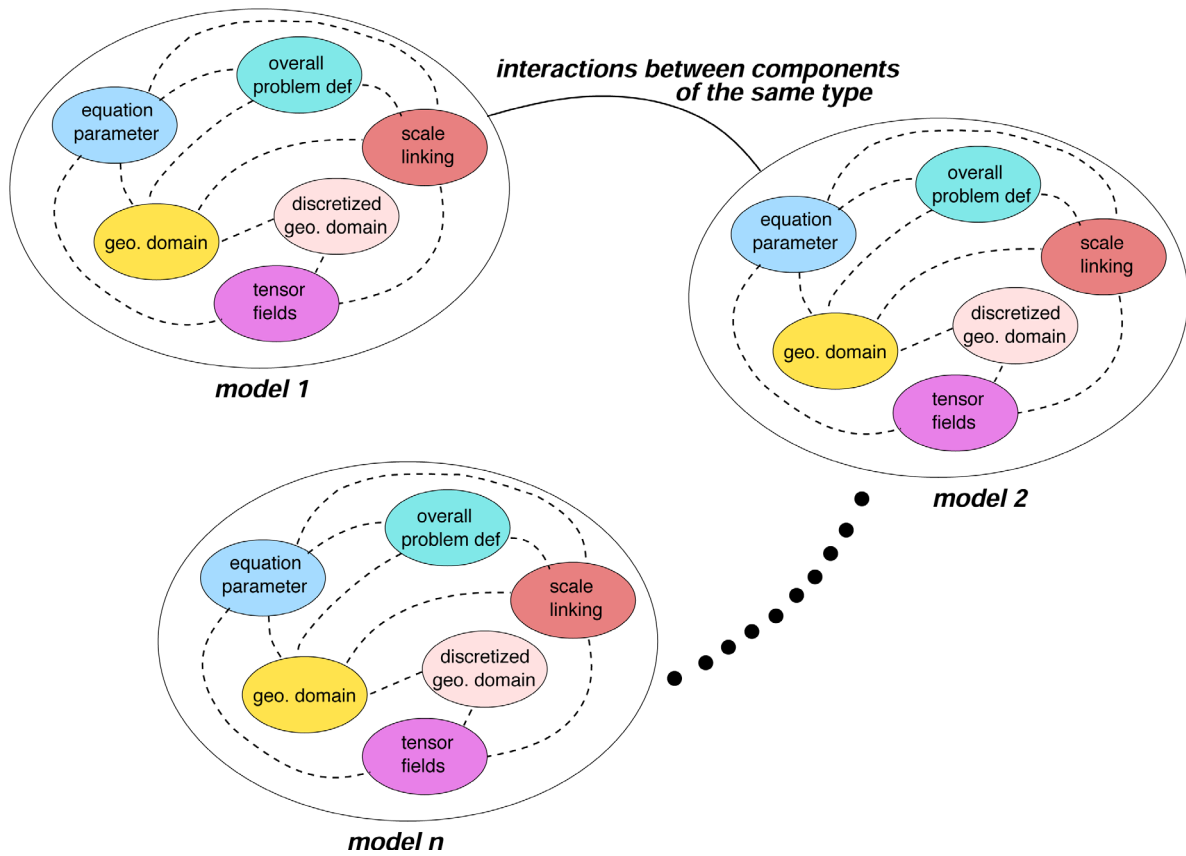 interactions between components
of the same type
overall
problem def
equation
parameter
scale
linking
discretized
geo. domain
geo. domain
tensor
fields
model 1
overall
problem def
equation
parameter
scale
linking
discretized
geo. domain
geo. domain
tensor
fields
model 2
overall
problem def
equation
parameter
scale
linking
discretized
geo. domain
geo. domain
tensor
fields
model n